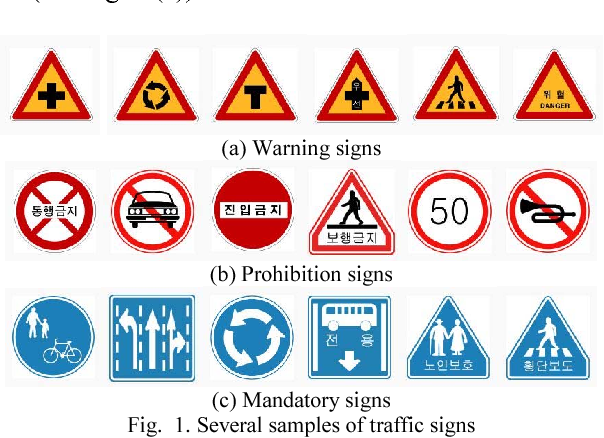 우선
위 험
DANGER
(a) Warning signs
통행금지
진입금지
보행금지
50
(b) Prohibition signs
전 용
노인보호
횡단보도
(c) Mandatory signs
Fig. 1. Several samples of traffic signs